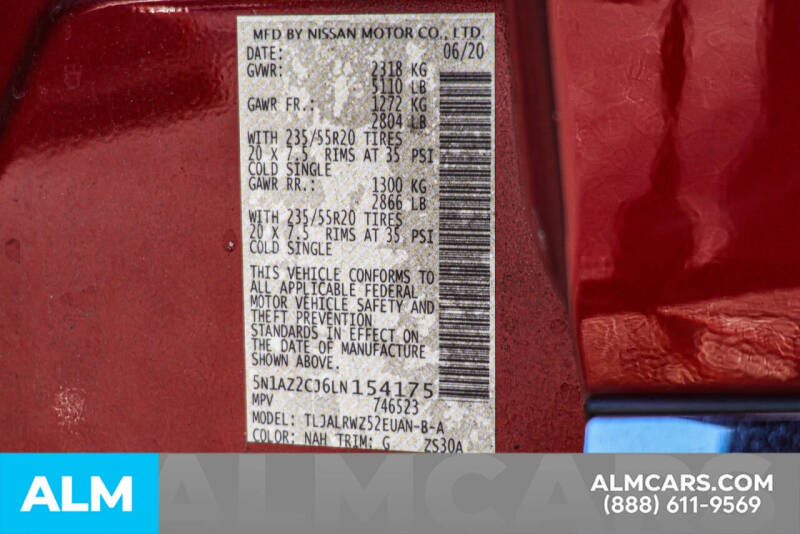 MFD BY NISSAN MOTOR CO., LTD.
DATE: 06/20
GVWR: 2318 KG
5110 LB
GAWR FR.: 1272 KG
2804 LB
WITH 235/55R20 TIRES
20 X 7.5 RIMS AT 35 PSI
COLD SINGLE
GAWR RR.: 1300 KG
2866 LB
WITH 235/55R20 TIRES
20 X 7.5 RIMS AT 35 PSI
COLD SINGLE
THIS VEHICLE CONFORMS TO
ALL APPLICABLE FEDERAL
MOTOR VEHICLE SAFETY AND
THEFT PREVENTION
STANDARDS IN EFFECT ON
THE DATE OF MANUFACTURE
SHOWN ABOVE.
5N1AZ2CJ6LN154175
MPV 746523
MODEL: TLJALRWZ52EUAN-B-A
COLOR: NAH TRIM: G ZS30A
ALM
ALMCARS
ALMCARS.COM
(888) 611-9569